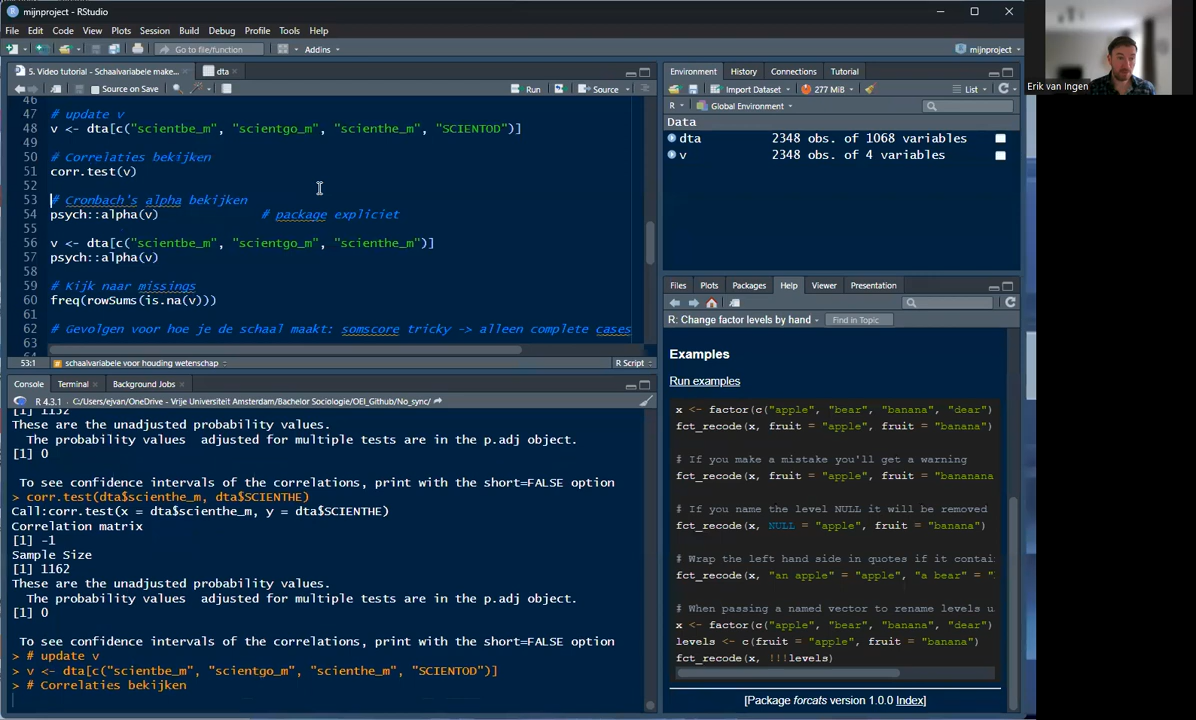 mijnproject - RStudio
File Edit Code View Plots Session Build Debug Profile Tools Help
Go to file/function Addins mijnproject
5. Video tutorial - Schaalvariabele make... dta
Source on Save Run Source
46
47 # update v
48 v <- dta[c("scientbe_m", "scientgo_m", "scienthe_m", "SCIENTOD")]
49
50 # Correlaties bekijken
51 corr.test(v)
52
53 # Cronbach's alpha bekijken
54 psych::alpha(v) # package expliciet
55
56 v <- dta[c("scientbe_m", "scientgo_m", "scienthe_m")]
57 psych::alpha(v)
58
59 # Kijk naar missings
60 freq(rowSums(is.na(v)))
61
62 # Gevolgen voor hoe je de schaal maakt: somscore tricky -> alleen complete cases
63
53:1 schaalvariabele voor houding wetenschap R Script
Console Terminal Background Jobs
R 4.3.1 · C:/Users/ejvan/OneDrive - Vrije Universiteit Amsterdam/Bachelor Sociologie/OEI_Github/No_sync/
[1] 1152
These are the unadjusted probability values.
The probability values adjusted for multiple tests are in the p.adj object.
[1] 0
To see confidence intervals of the correlations, print with the short=FALSE option
> corr.test(dta$scienthe_m, dta$SCIENTHE)
Call:corr.test(x = dta$scienthe_m, y = dta$SCIENTHE)
Correlation matrix
[1] -1
Sample Size
[1] 1162
These are the unadjusted probability values.
The probability values adjusted for multiple tests are in the p.adj object.
[1] 0
To see confidence intervals of the correlations, print with the short=FALSE option
> # update v
> v <- dta[c("scientbe_m", "scientgo_m", "scienthe_m", "SCIENTOD")]
> # Correlaties bekijken
Environment History Connections Tutorial
Import Dataset 277 MiB List
R Global Environment
Data
dta 2348 obs. of 1068 variables
v 2348 obs. of 4 variables
Files Plots Packages Help Viewer Presentation
R: Change factor levels by hand Find in Topic
Examples
Run examples
x <- factor(c("apple", "bear", "banana", "dear")
fct_recode(x, fruit = "apple", fruit = "banana")
# If you make a mistake you'll get a warning
fct_recode(x, fruit = "apple", fruit = "bananana
# If you name the level NULL it will be removed
fct_recode(x, NULL = "apple", fruit = "banana")
# Wrap the left hand side in quotes if it contai
fct_recode(x, "an apple" = "apple", "a bear" = "
# When passing a named vector to rename levels u
x <- factor(c("apple", "bear", "banana", "dear")
levels <- c(fruit = "apple", fruit = "banana")
fct_recode(x, !!!levels)
[Package forcats version 1.0.0 Index]
Erik van Ingen